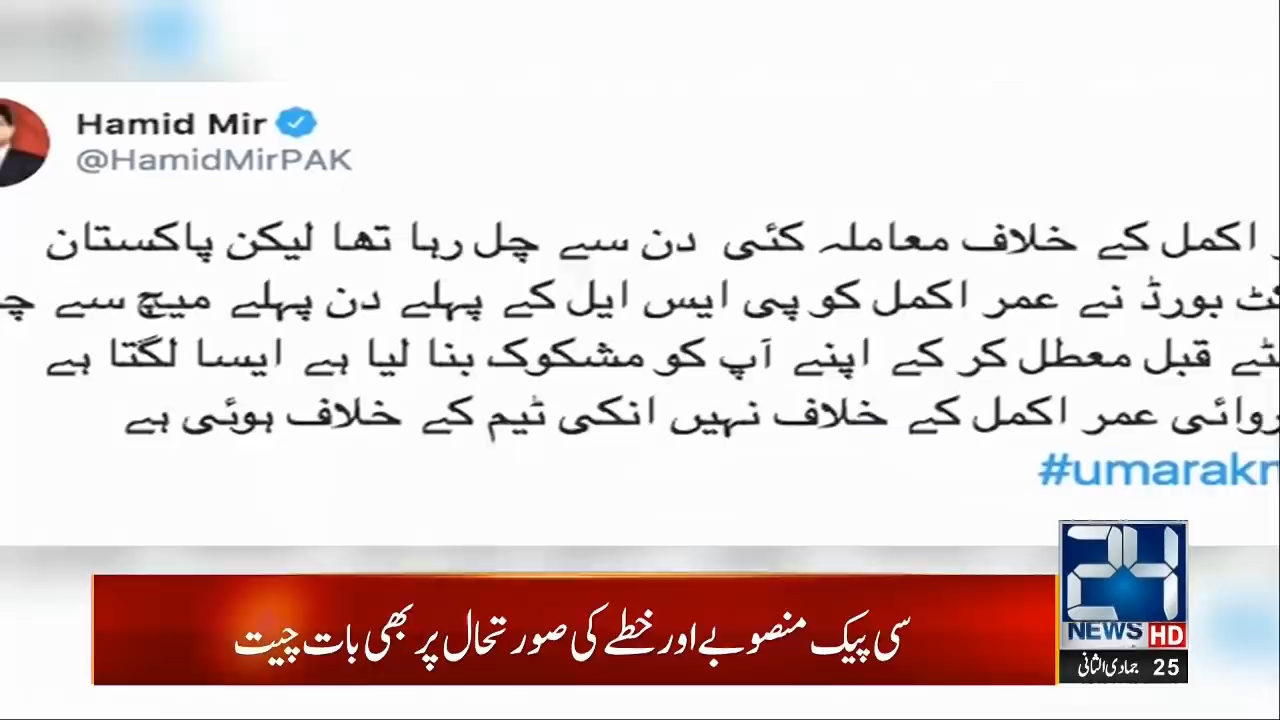 Hamid Mir
@HamidMirPAK
اکمل کے خلاف معاملہ کئی دن سے چل رہا تھا لیکن پاکستان
بورڈ نے عمر اکمل کو پی ایس ایل کے پہلے دن پہلے میچ سے
قبل معطل کر کے اپنے آپ کو مشکوک بنا لیا ہے ایسا لگتا ہے
عمر اکمل کے خلاف نہیں انکی ٹیم کے خلاف ہوئی ہے
#umarak
سی پیک منصوبے اور خطے کی صورتحال پر بھی بات چیت
24
NEWS HD
25 جمادی الثانی